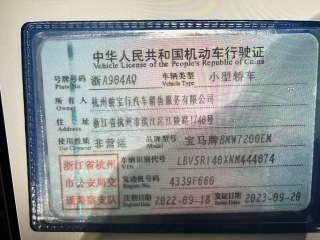 中华人民共和国机动车行驶证
Vehicle License of the People's Republic of China
号牌号码 浙A984AQ 车辆类型 小型轿车
Plate No. Vehicle Type
所有人 杭州骏宝行汽车销售服务有限公司
Owner
住址 浙江省杭州市滨江区江陵路1740号
Address
使用性质 非营运 品牌型号 宝马牌BMW7200EM
Use Character Model
浙江省杭州 车辆识别代号 LBV5R140XNM444074
VIN
市公安局交 发动机号码 4339F660
Engine No.
通警察支队 注册日期 2022-09-18 发证日期 2023-09-20
Register Date Issue Date